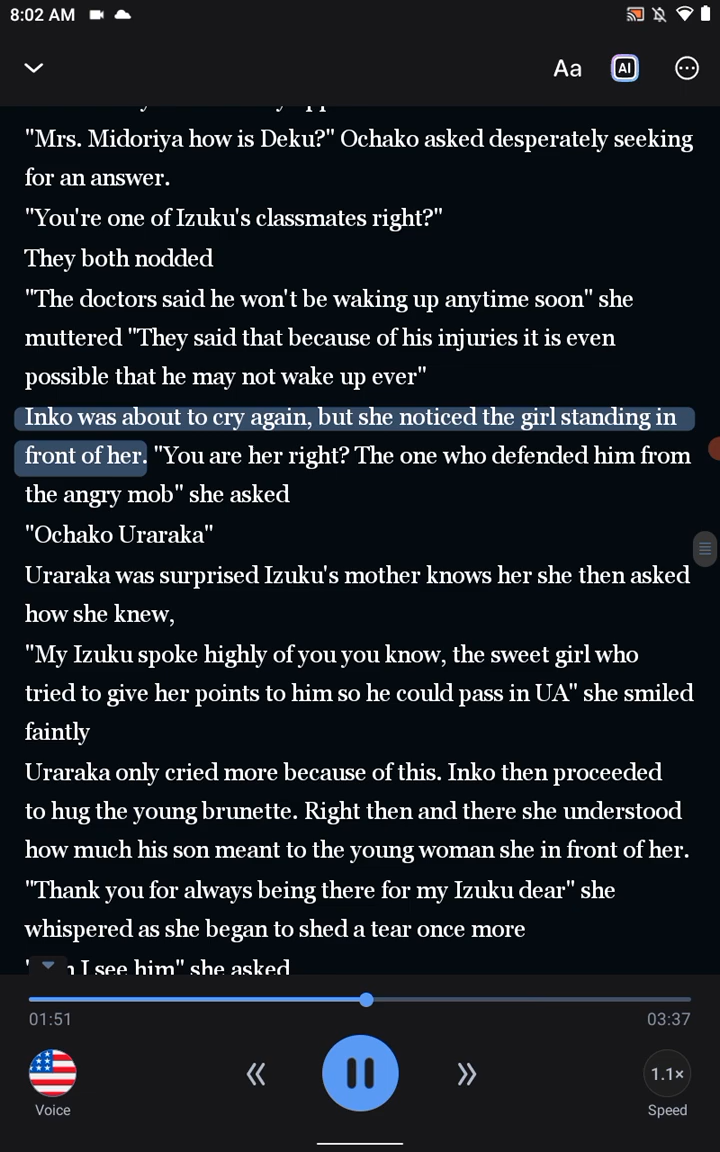 8:02 AM
Aa
AI
"Mrs. Midoriya how is Deku?" Ochako asked desperately seeking
for an answer.
"You're one of Izuku's classmates right?"
They both nodded
"The doctors said he won't be waking up anytime soon" she
muttered "They said that because of his injuries it is even
possible that he may not wake up ever"
Inko was about to cry again, but she noticed the girl standing in
front of her. "You are her right? The one who defended him from
the angry mob" she asked
"Ochako Uraraka"
Uraraka was surprised Izuku's mother knows her she then asked
how she knew,
"My Izuku spoke highly of you you know, the sweet girl who
tried to give her points to him so he could pass in UA" she smiled
faintly
Uraraka only cried more because of this. Inko then proceeded
to hug the young brunette. Right then and there she understood
how much his son meant to the young woman she in front of her.
"Thank you for always being there for my Izuku dear" she
whispered as she began to shed a tear once more
I see him" she asked
01:51
03:37
1.1×
Voice
Speed